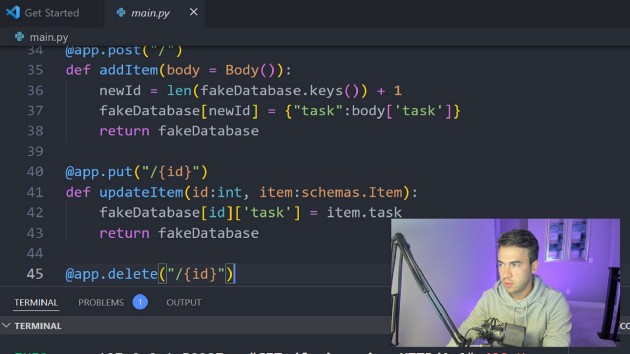 Get Started
main.py
main.py
34 @app.post("/")
35 def addItem(body = Body()):
36 newId = len(fakeDatabase.keys()) + 1
37 fakeDatabase[newId] = {"task":body['task']}
38 return fakeDatabase
39
40 @app.put("/{id}")
41 def updateItem(id:int, item:schemas.Item):
42 fakeDatabase[id]['task'] = item.task
43 return fakeDatabase
44
45 @app.delete("/{id}")
TERMINAL PROBLEMS 1 OUTPUT
TERMINAL